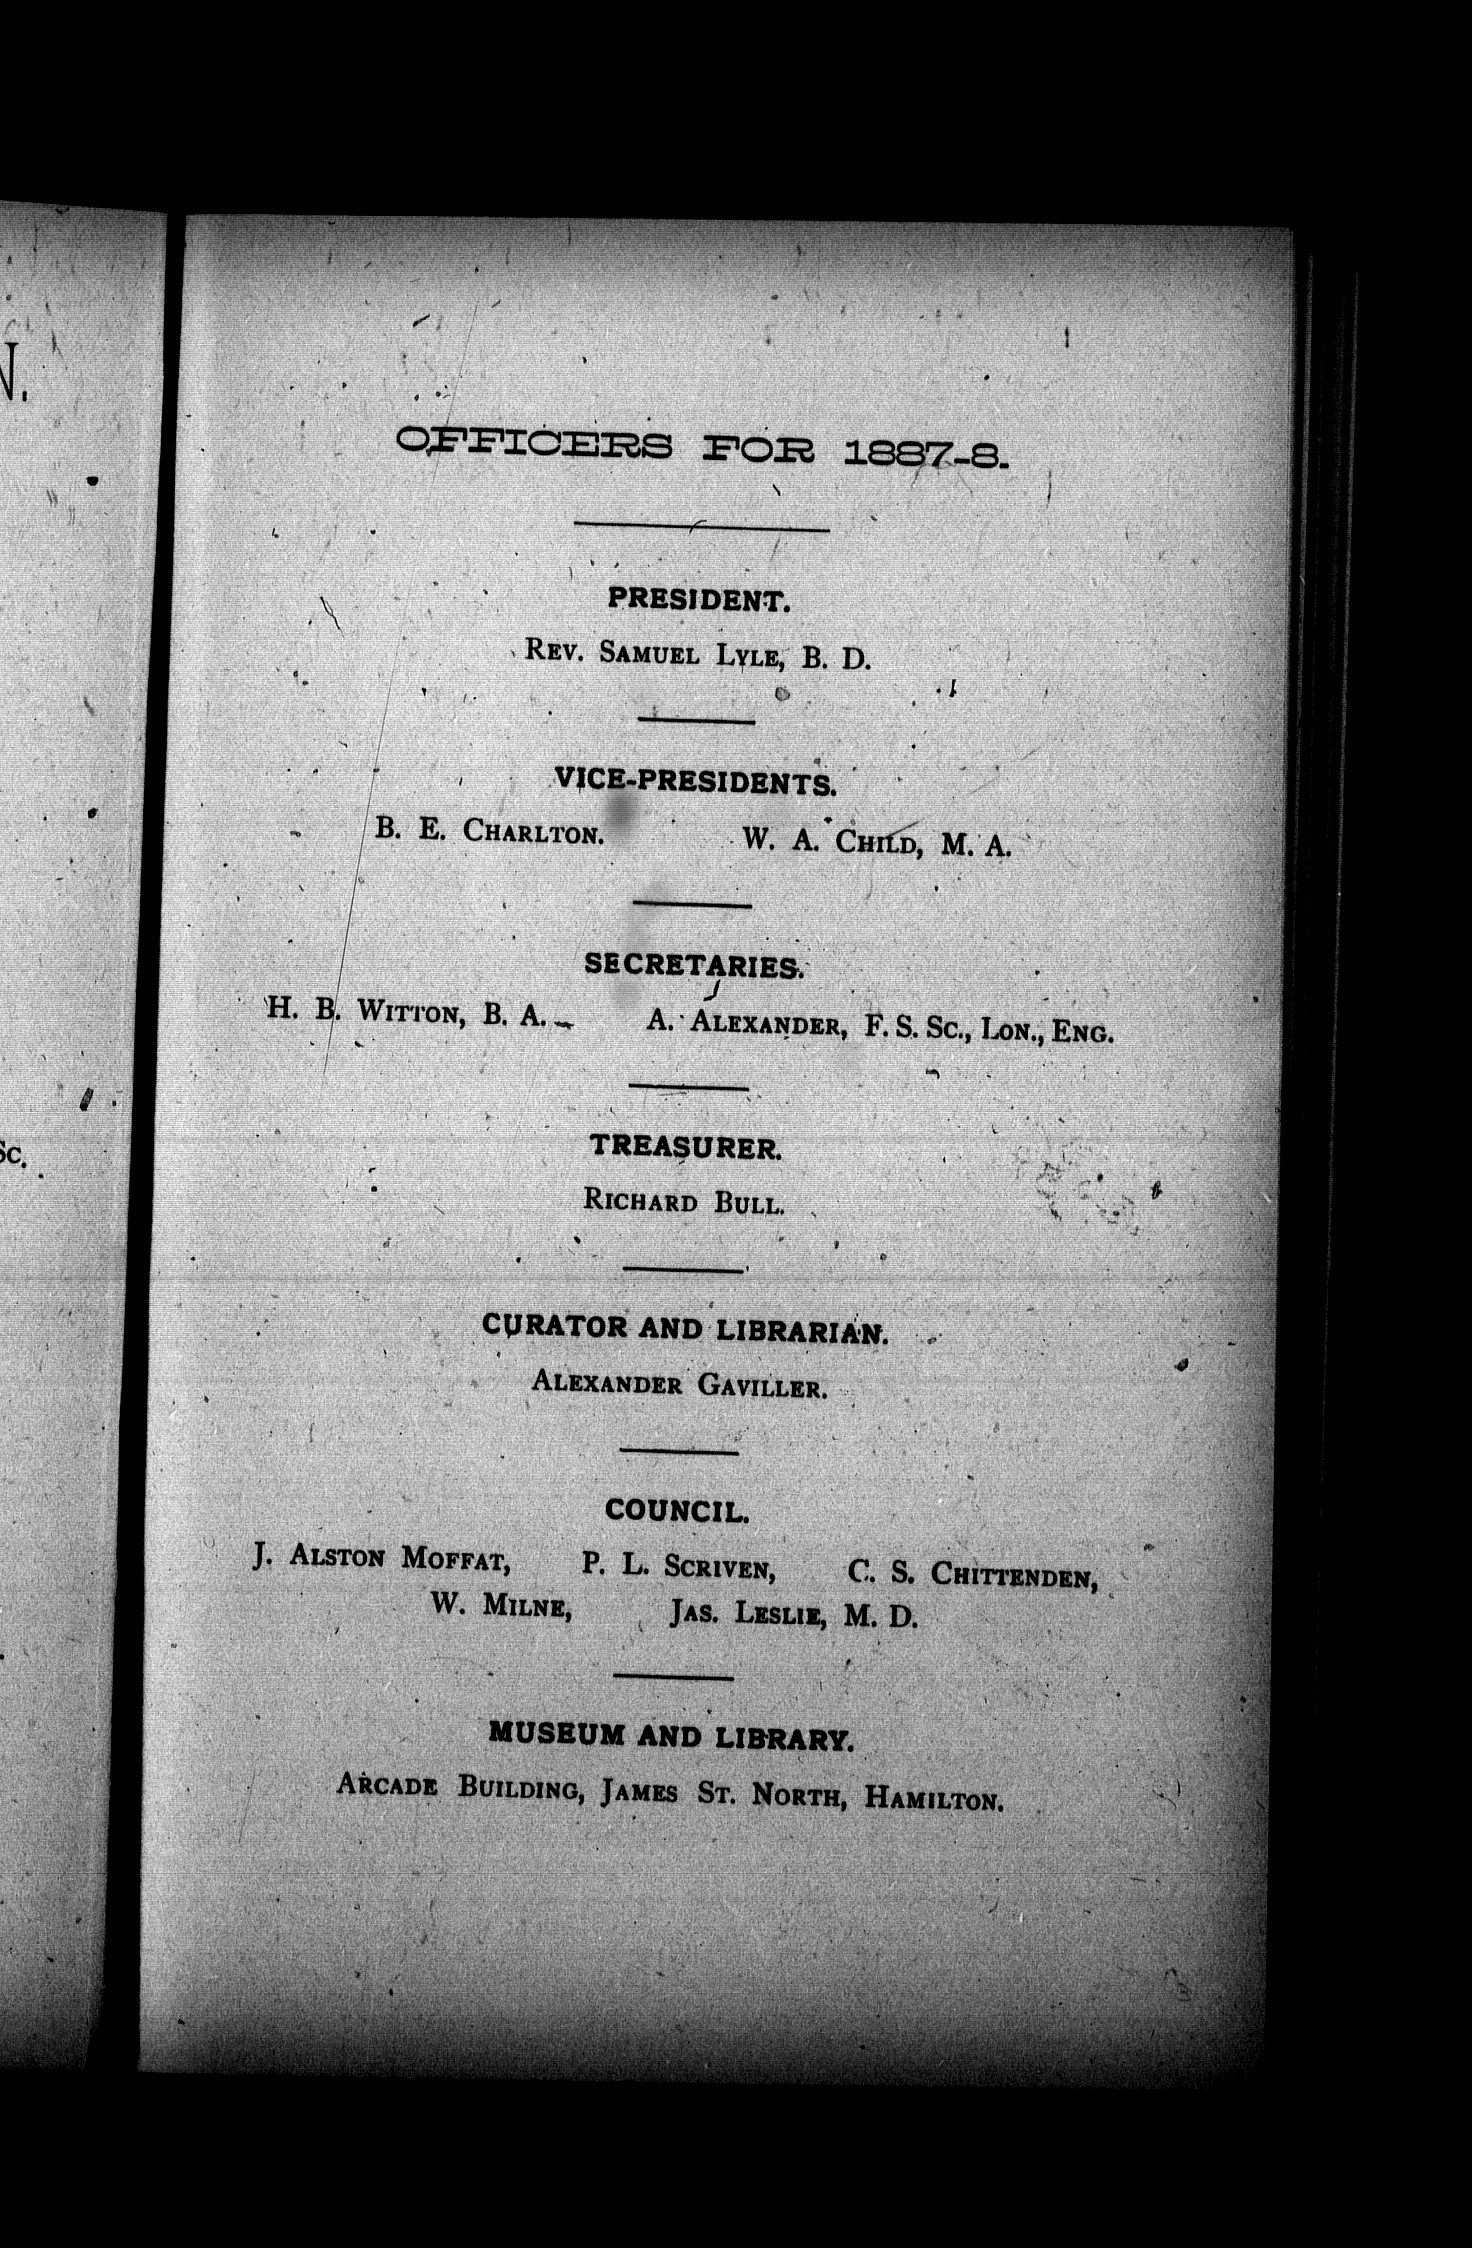 OFFICERS FOR 1887-8.
PRESIDENT.
REV. SAMUEL LYLE, B. D.
VICE-PRESIDENTS.
B. E. CHARLTON. W. A. CHILD, M. A.
SECRETARIES.
H. B. WITTON, B. A. A. ALEXANDER, F. S. SC., LON., ENG.
TREASURER.
RICHARD BULL.
CURATOR AND LIBRARIAN.
ALEXANDER GAVILLER.
COUNCIL.
J. ALSTON MOFFAT, P. L. SCRIVEN, C. S. CHITTENDEN,
W. MILNE, JAS. LESLIE, M. D.
MUSEUM AND LIBRARY.
ARCADE BUILDING, JAMES ST. NORTH, HAMILTON.